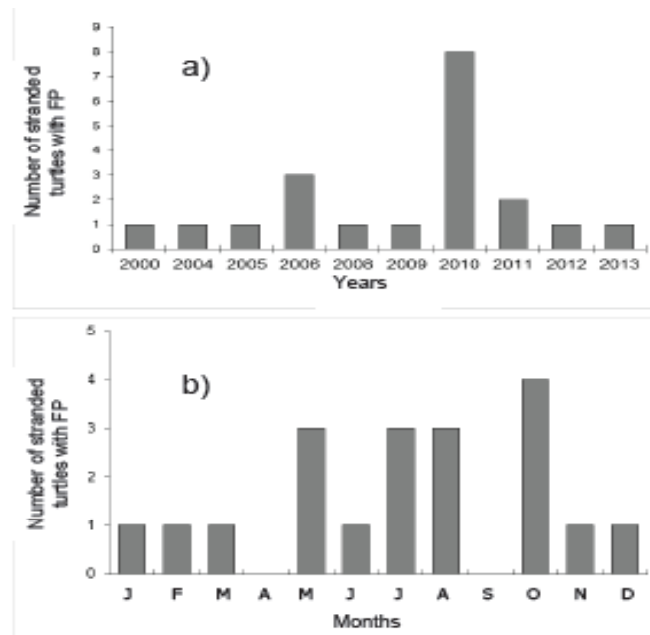 Number of stranded
turtles with FP
a)
9
8
7
6
5
4
3
2
1
0
2000 2004 2005 2006 2008 2009 2010 2011 2012 2013
Years
Number of stranded
turtles with FP
b)
5
4
3
2
1
0
J F M A M J J A S O N D
Months